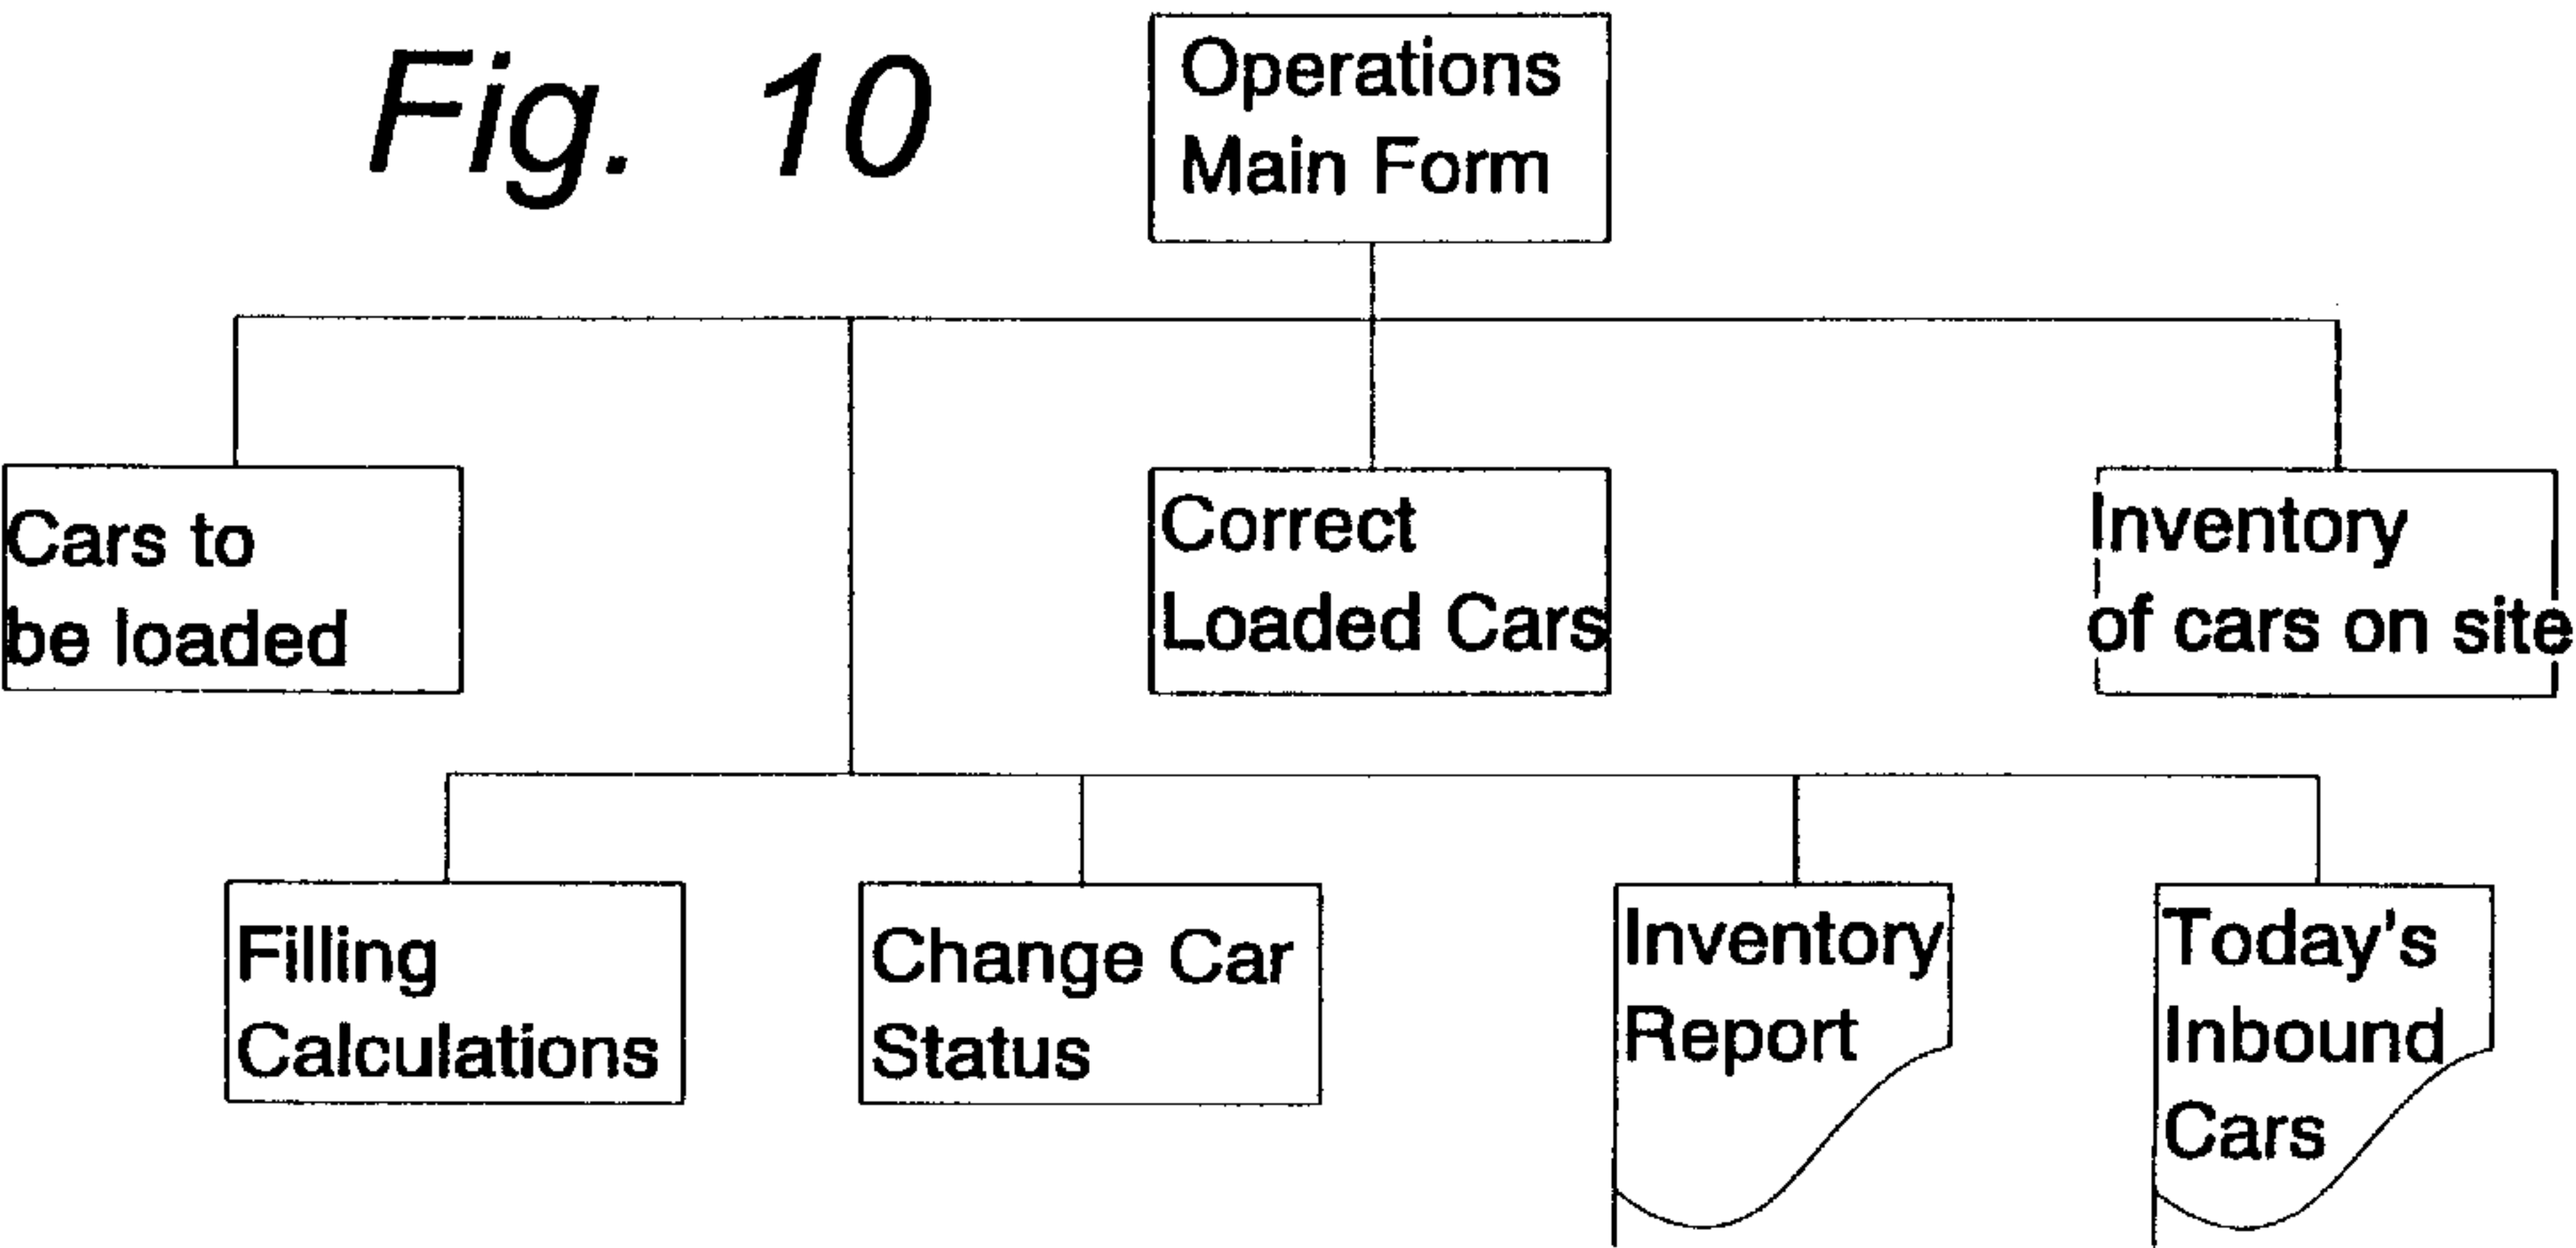 Fig. 10
Operations
Main Form
Cars to
be loaded
Correct
Loaded Cars
Inventory
of cars on site
Filling
Calculations
Change Car
Status
Inventory
Report
Today's
Inbound
Cars